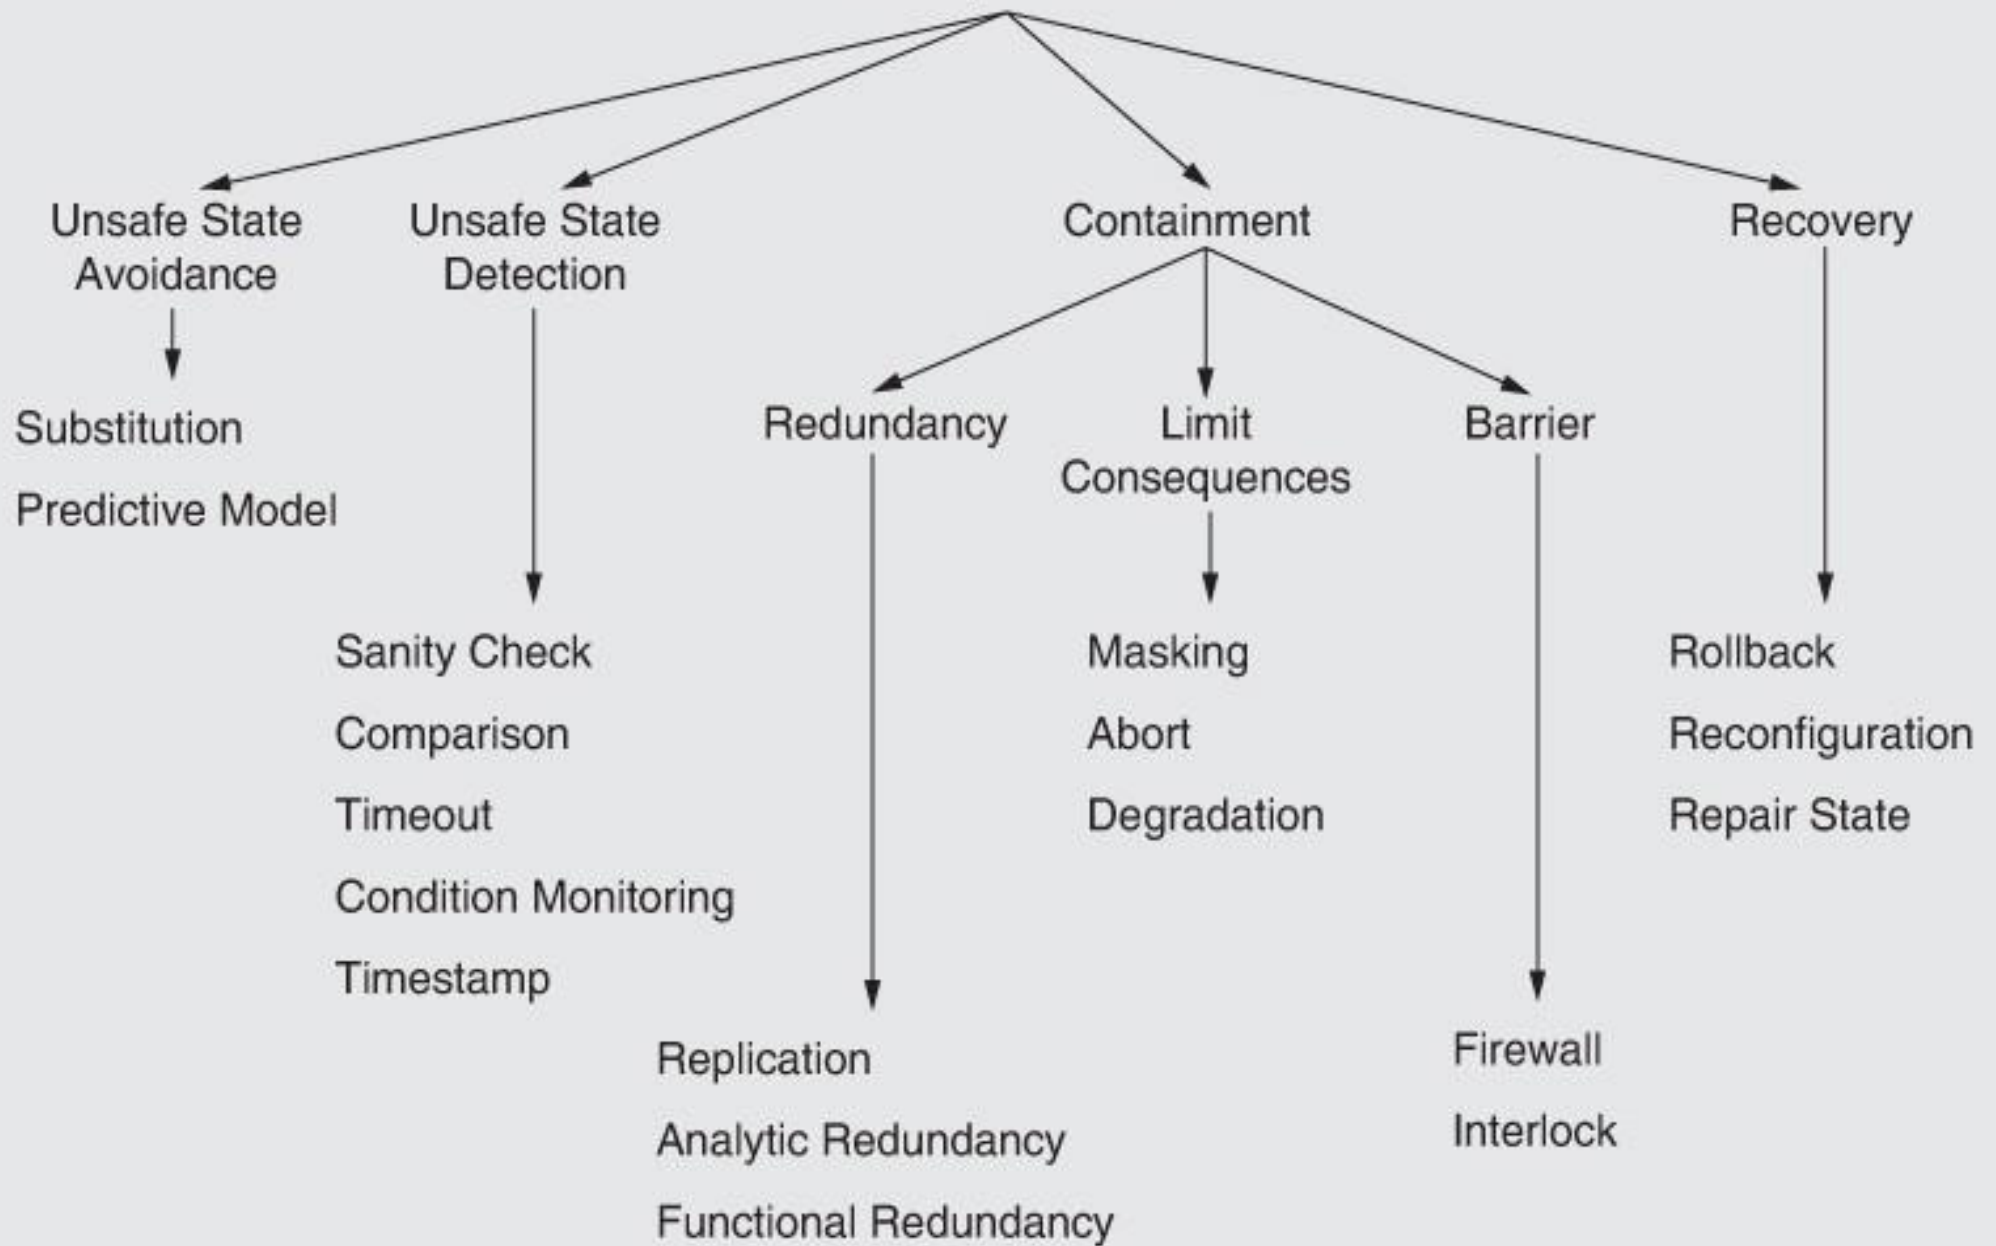 Unsafe State
Avoidance
Unsafe State
Detection
Containment
Recovery
Substitution
Predictive Model
Redundancy
Limit
Consequences
Barrier
Sanity Check
Comparison
Timeout
Condition Monitoring
Timestamp
Masking
Abort
Degradation
Rollback
Reconfiguration
Repair State
Replication
Analytic Redundancy
Functional Redundancy
Firewall
Interlock